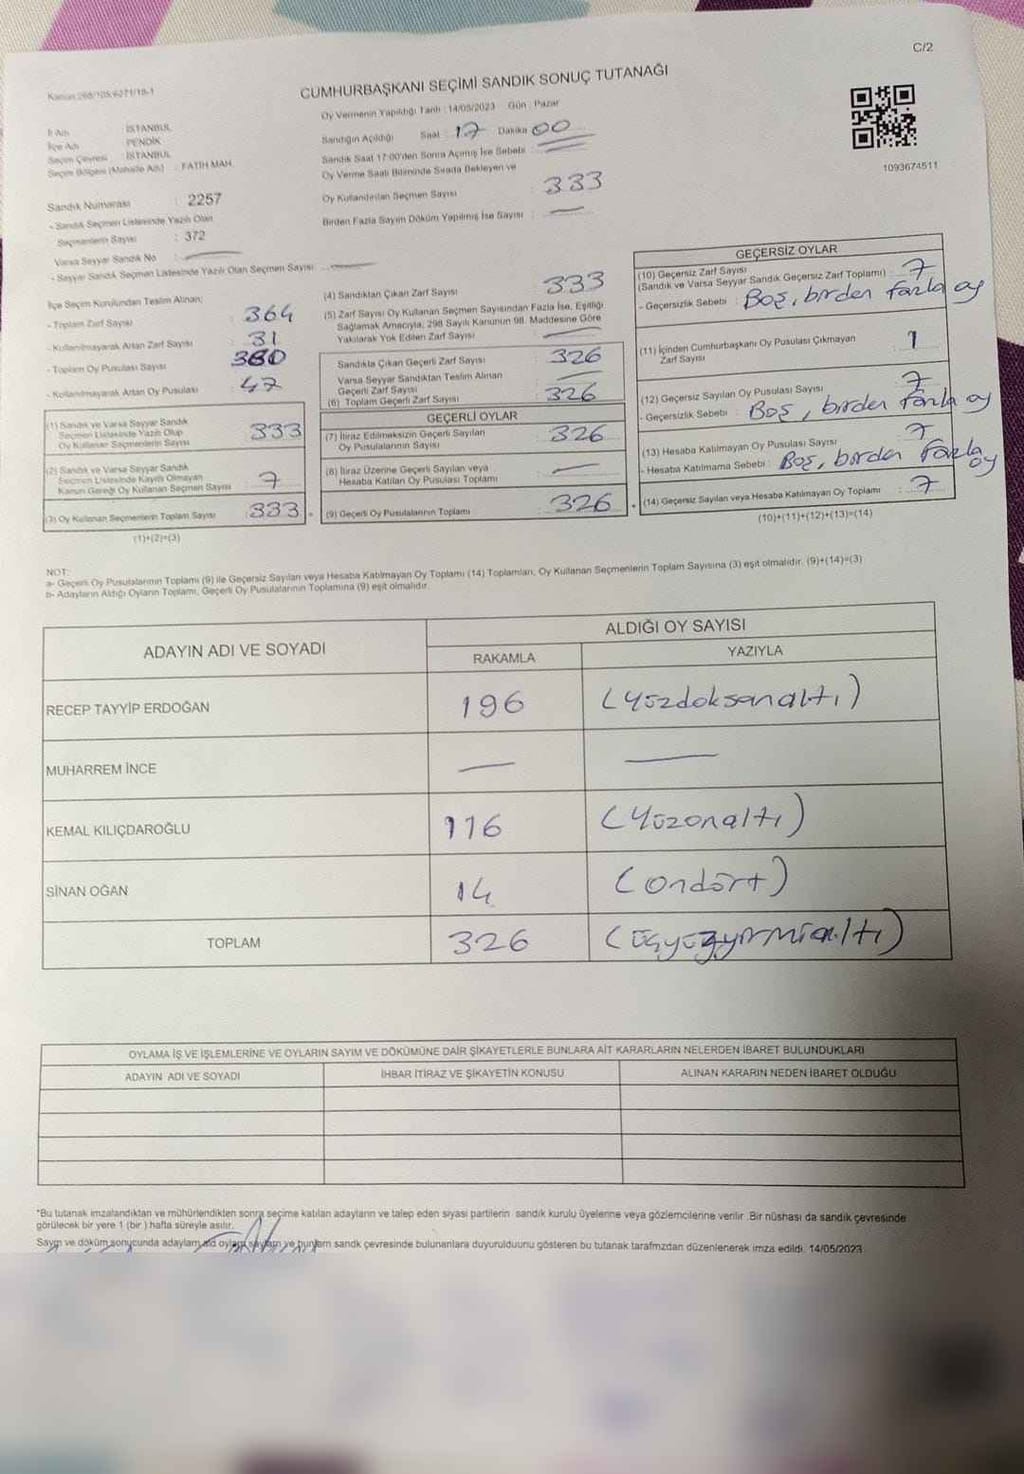 C/2
Kanun:298/105,6271/18-1
CUMHURBAŞKANI SEÇİMİ SANDIK SONUÇ TUTANAĞI
Oy Vermenin Yapıldığı Tarih : 14/05/2023 Gün : Pazar
İl Adı : İSTANBUL
İlçe Adı : PENDİK
Seçim Çevresi : İSTANBUL
Seçim Bölgesi (Mahalle Adı) : FATİH MAH.
Sandığın Açıldığı Saat : 17 Dakika : 00
Sandık Saat 17:00'den Sonra Açılmış İse Sebebi : —
Oy Verme Saati Bitiminde Sırada Bekleyen ve
Oy Kullandırılan Seçmen Sayısı : 333
Birden Fazla Sayım Döküm Yapılmış İse Sayısı : —
1093674511
Sandık Numarası : 2257
- Sandık Seçmen Listesinde Yazılı Olan
Seçmenlerin Sayısı : 372
Varsa Seyyar Sandık No : —
- Seyyar Sandık Seçmen Listesinde Yazılı Olan Seçmen Sayısı : —
İlçe Seçim Kurulundan Teslim Alınan;
- Toplam Zarf Sayısı : 364
- Kullanılmayarak Artan Zarf Sayısı : 31
- Toplam Oy Pusulası Sayısı : 380
- Kullanılmayarak Artan Oy Pusulası : 47
(1) Sandık ve Varsa Seyyar Sandık
Seçmen Listesinde Yazılı Olup
Oy Kullanan Seçmenlerin Sayısı : 333
(2) Sandık ve Varsa Seyyar Sandık
Seçmen Listesinde Kayıtlı Olmayan
Kanun Gereği Oy Kullanan Seçmen Sayısı : 7
(3) Oy Kullanan Seçmenlerin Toplam Sayısı : 333
(1)+(2)=(3)
(4) Sandıktan Çıkan Zarf Sayısı : 333
(5) Zarf Sayısı Oy Kullanan Seçmen Sayısından Fazla İse, Eşitliği
Sağlamak Amacıyla, 298 Sayılı Kanunun 98. Maddesine Göre
Yakılarak Yok Edilen Zarf Sayısı : —
Sandıkta Çıkan Geçerli Zarf Sayısı : 326
Varsa Seyyar Sandıktan Teslim Alınan
Geçerli Zarf Sayısı : —
(6) Toplam Geçerli Zarf Sayısı : 326
GEÇERLİ OYLAR
(7) İtiraz Edilmeksizin Geçerli Sayılan
Oy Pusulalarının Sayısı : 326
(8) İtiraz Üzerine Geçerli Sayılan veya
Hesaba Katılan Oy Pusulası Toplamı : —
= (9) Geçerli Oy Pusulalarının Toplamı : 326
GEÇERSİZ OYLAR
(10) Geçersiz Zarf Sayısı
(Sandık ve Varsa Seyyar Sandık Geçersiz Zarf Toplamı) : 7
- Geçersizlik Sebebi : Boş, birden fazla oy
(11) İçinden Cumhurbaşkanı Oy Pusulası Çıkmayan
Zarf Sayısı : 1
(12) Geçersiz Sayılan Oy Pusulası Sayısı : 7
- Geçersizlik Sebebi : Boş, birden fazla oy
(13) Hesaba Katılmayan Oy Pusulası Sayısı : 7
- Hesaba Katılmama Sebebi : Boş, birden fazla oy
+ (14) Geçersiz Sayılan veya Hesaba Katılmayan Oy Toplamı : 7
(10)+(11)+(12)+(13)=(14)
NOT:
a- Geçerli Oy Pusulalarının Toplamı (9) ile Geçersiz Sayılan veya Hesaba Katılmayan Oy Toplamı (14) Toplamları, Oy Kullanan Seçmenlerin Toplam Sayısına (3) eşit olmalıdır. (9)+(14)=(3)
b- Adayların Aldığı Oyların Toplamı, Geçerli Oy Pusulalarının Toplamına (9) eşit olmalıdır.
ADAYIN ADI VE SOYADI
ALDIĞI OY SAYISI
RAKAMLA YAZIYLA
RECEP TAYYİP ERDOĞAN 196 (Yüzdoksanaltı)
MUHARREM İNCE — —
KEMAL KILIÇDAROĞLU 116 (Yüzonaltı)
SİNAN OĞAN 14 (ondört)
TOPLAM 326 (üçyüzyirmialtı)
OYLAMA İŞ VE İŞLEMLERİNE VE OYLARIN SAYIM VE DÖKÜMÜNE DAİR ŞİKAYETLERLE BUNLARA AİT KARARLARIN NELERDEN İBARET BULUNDUKLARI
ADAYIN ADI VE SOYADI İHBAR İTİRAZ VE ŞİKAYETİN KONUSU ALINAN KARARIN NEDEN İBARET OLDUĞU
*Bu tutanak imzalandıktan ve mühürlendikten sonra seçime katılan adayların ve talep eden siyasi partilerin sandık kurulu üyelerine veya gözlemcilerine verilir. Bir nüshası da sandık çevresinde
görülecek bir yere 1 (bir ) hafta süreyle asılır.
Sayım ve döküm sonucunda adayların aldığı oyların sayıları ve bunların sandık çevresinde bulunanlara duyurulduunu gösteren bu tutanak tarafımızdan düzenlenerek imza edildi. 14/05/2023